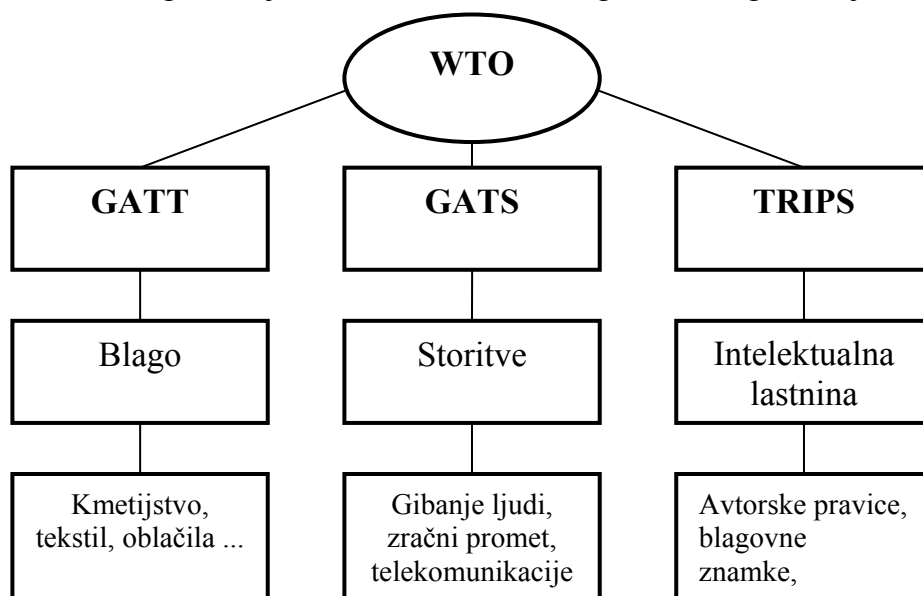 WTO
GATT
GATS
TRIPS
Blago
Storitve
Intelektualna
lastnina
Kmetijstvo,
tekstil, oblačila ...
Gibanje ljudi,
zračni promet,
telekomunikacije
Avtorske pravice,
blagovne
znamke,